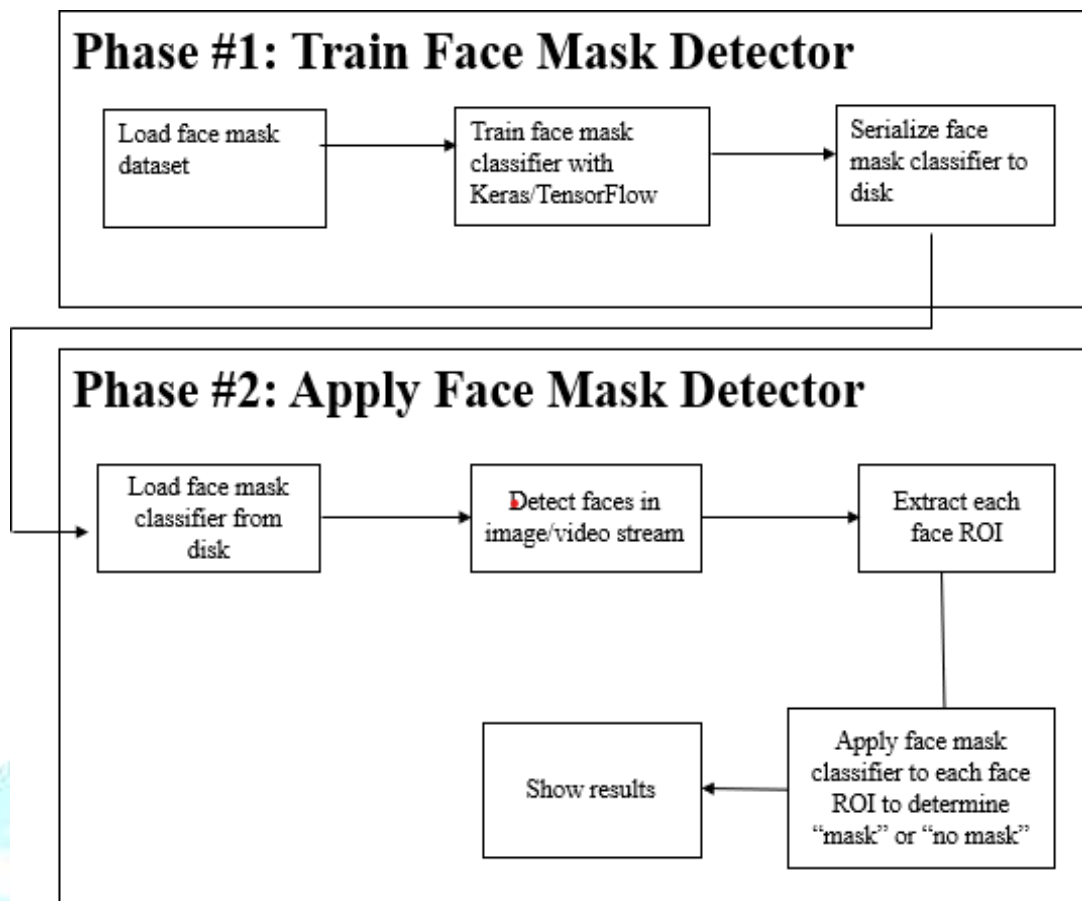 Phase #1: Train Face Mask Detector
Load face mask
dataset
Train face mask
classifier with
Keras/TensorFlow
Serialize face
mask classifier to
disk
Phase #2: Apply Face Mask Detector
Load face mask
classifier from
disk
Detect faces in
image/video stream
Extract each
face ROI
Apply face mask
classifier to each face
ROI to determine
“mask” or “no mask”
Show results